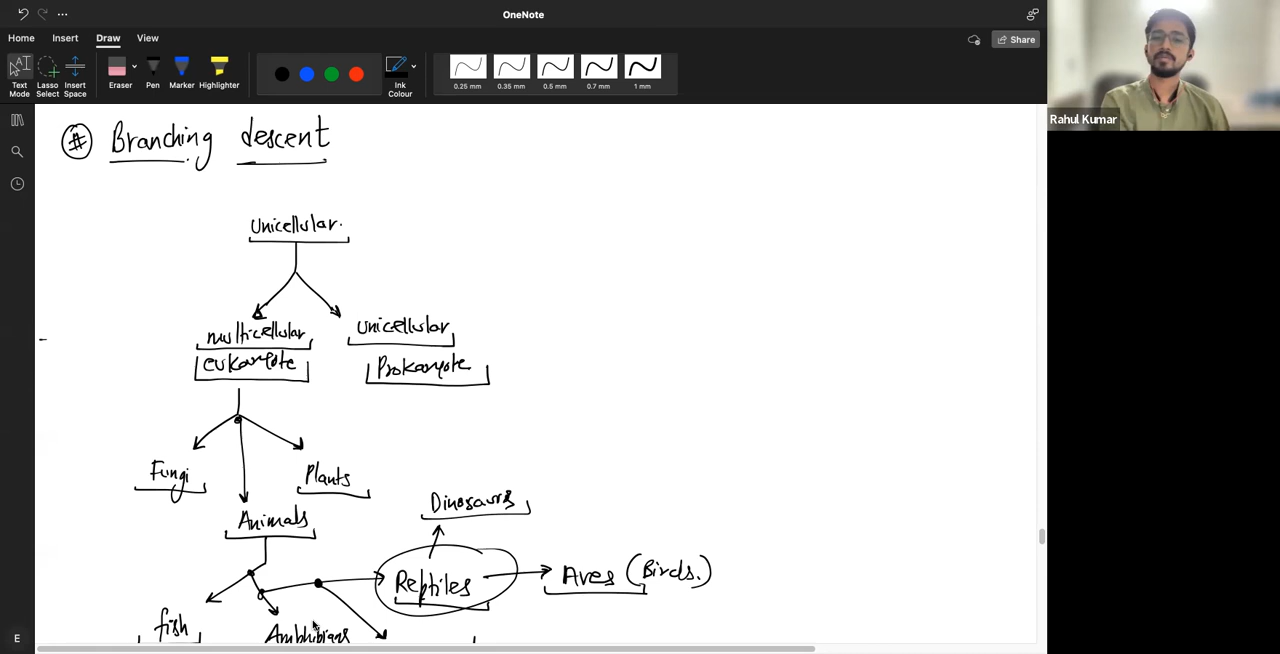 OneNote
Home Insert Draw View
Share
Text Mode
Lasso Select
Insert Space
Eraser
Pen
Marker
Highlighter
Ink Colour
0.25 mm
0.35 mm
0.5 mm
0.7 mm
1 mm
Rahul Kumar
# Branching descent
Unicellular.
multicellular
Unicellular
eukaryote
Prokaryote
Fungi
Plants
Dinosaurs
Animals
Reptiles
Aves (Birds.)
fish
Amphibians
E